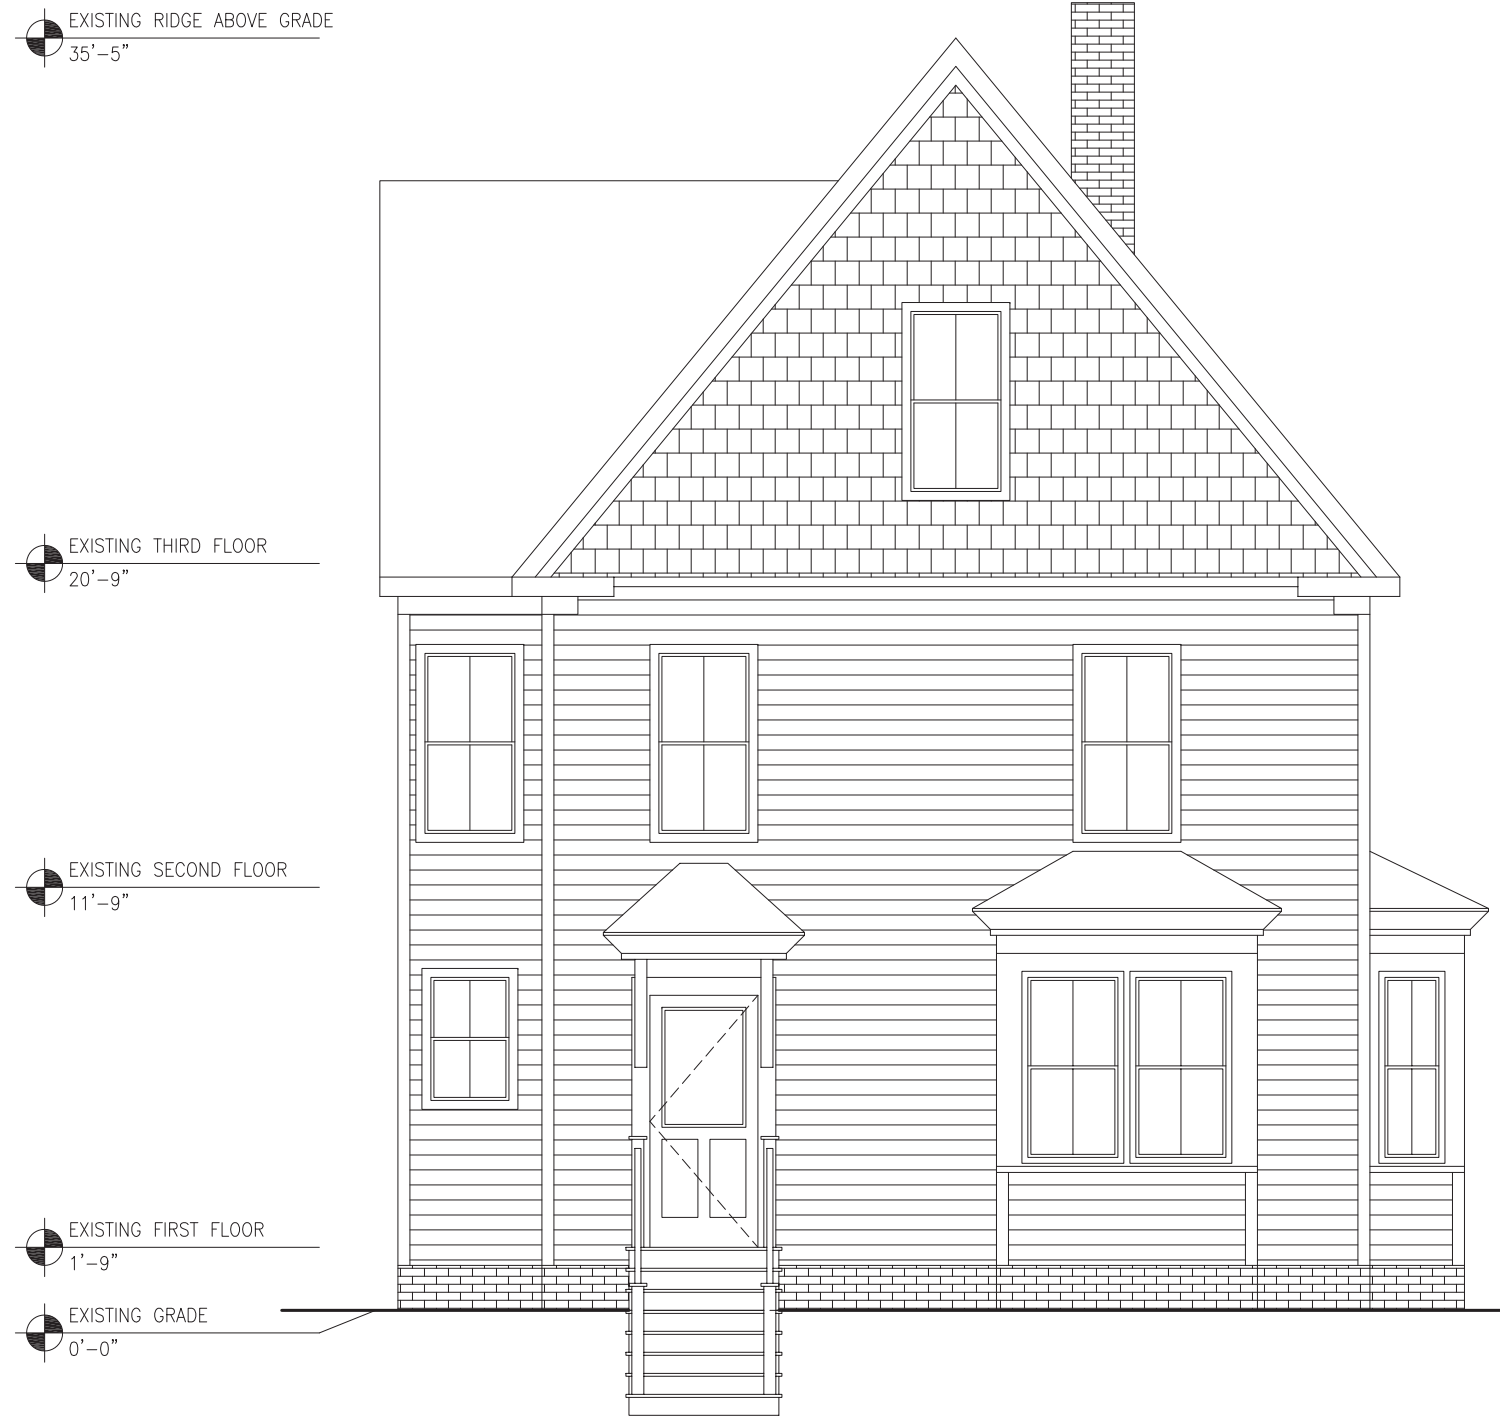 EXISTING RIDGE ABOVE GRADE
35'-5"
EXISTING THIRD FLOOR
20'-9"
EXISTING SECOND FLOOR
11'-9"
EXISTING FIRST FLOOR
1'-9"
EXISTING GRADE
0'-0"